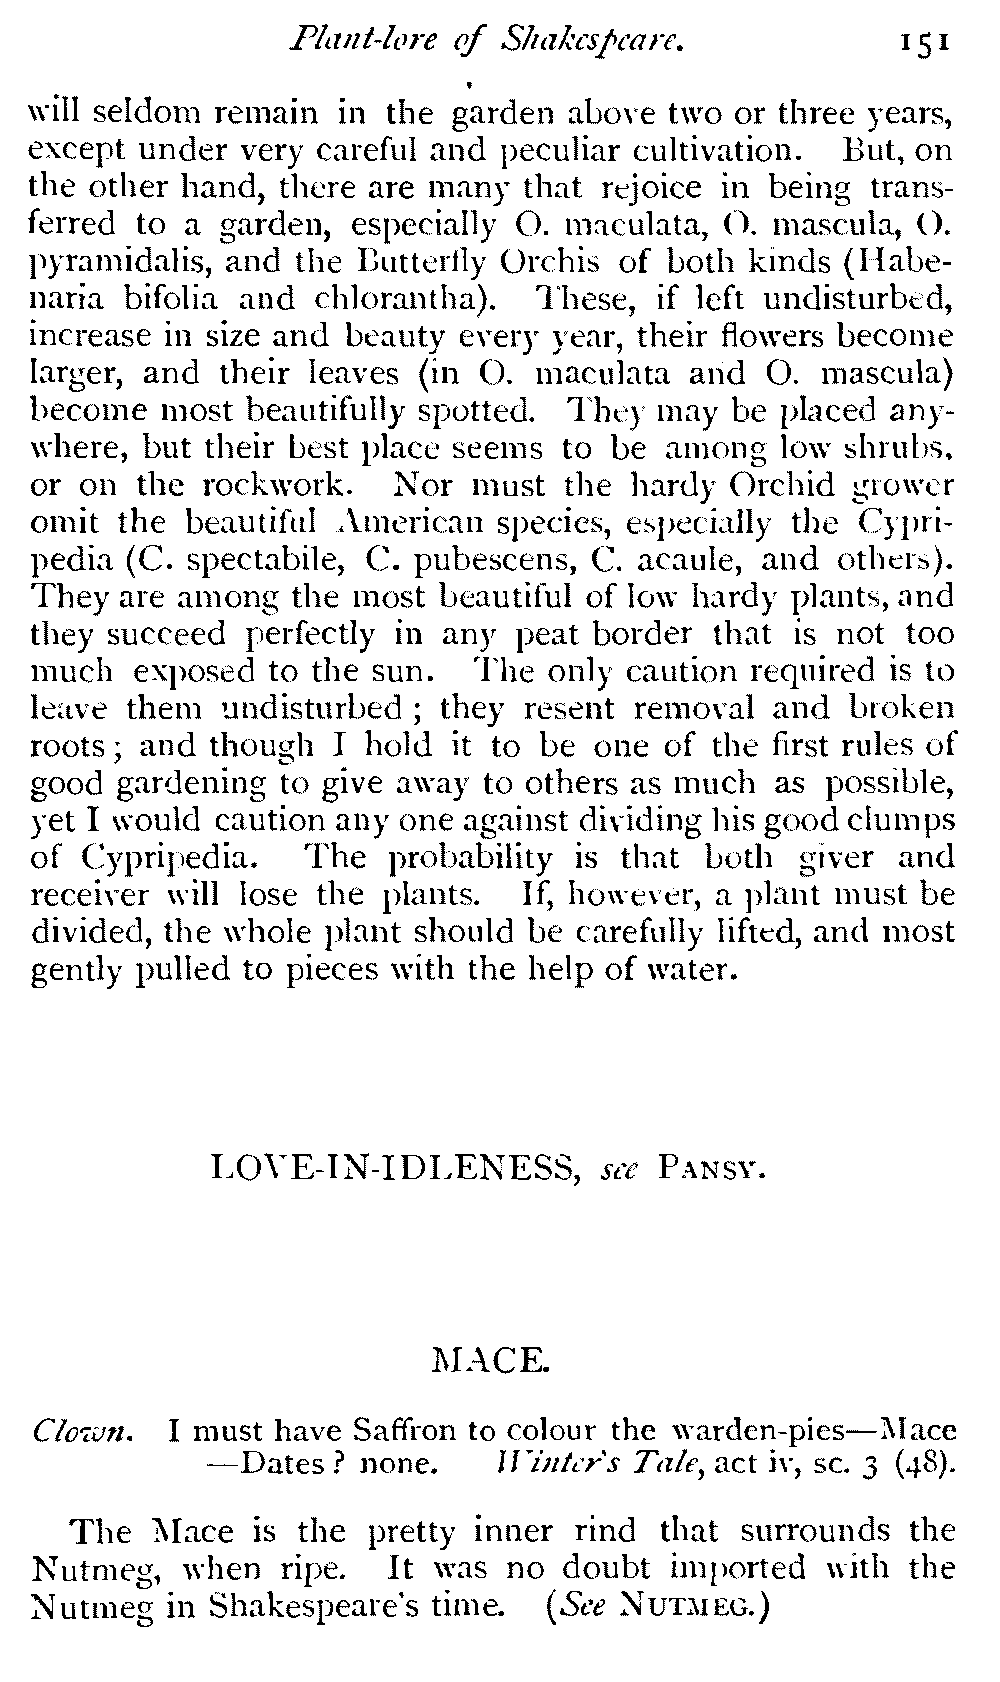 Plant-lore of Shakespeare. 151
will seldom remain in the garden above two or three years,
except under very careful and peculiar cultivation. But, on
the other hand, there are many that rejoice in being trans-
ferred to a garden, especially O. maculata, O. mascula, O.
pyramidalis, and the Butterfly Orchis of both kinds (Habe-
naria bifolia and chlorantha). These, if left undisturbed,
increase in size and beauty every year, their flowers become
larger, and their leaves (in O. maculata and O. mascula)
become most beautifully spotted. They may be placed any-
where, but their best place seems to be among low shrubs,
or on the rockwork. Nor must the hardy Orchid grower
omit the beautiful American species, especially the Cypri-
pedia (C. spectabile, C. pubescens, C. acaule, and others).
They are among the most beautiful of low hardy plants, and
they succeed perfectly in any peat border that is not too
much exposed to the sun. The only caution required is to
leave them undisturbed ; they resent removal and broken
roots ; and though I hold it to be one of the first rules of
good gardening to give away to others as much as possible,
yet I would caution any one against dividing his good clumps
of Cypripedia. The probability is that both giver and
receiver will lose the plants. If, however, a plant must be
divided, the whole plant should be carefully lifted, and most
gently pulled to pieces with the help of water.
LOVE-IN-IDLENESS, see PANSY.
MACE.
Clown. I must have Saffron to colour the warden-pies—Mace
—Dates ? none. Winter's Tale, act iv, sc. 3 (48).
The Mace is the pretty inner rind that surrounds the
Nutmeg, when ripe. It was no doubt imported with the
Nutmeg in Shakespeare's time. (See NUTMEG.)